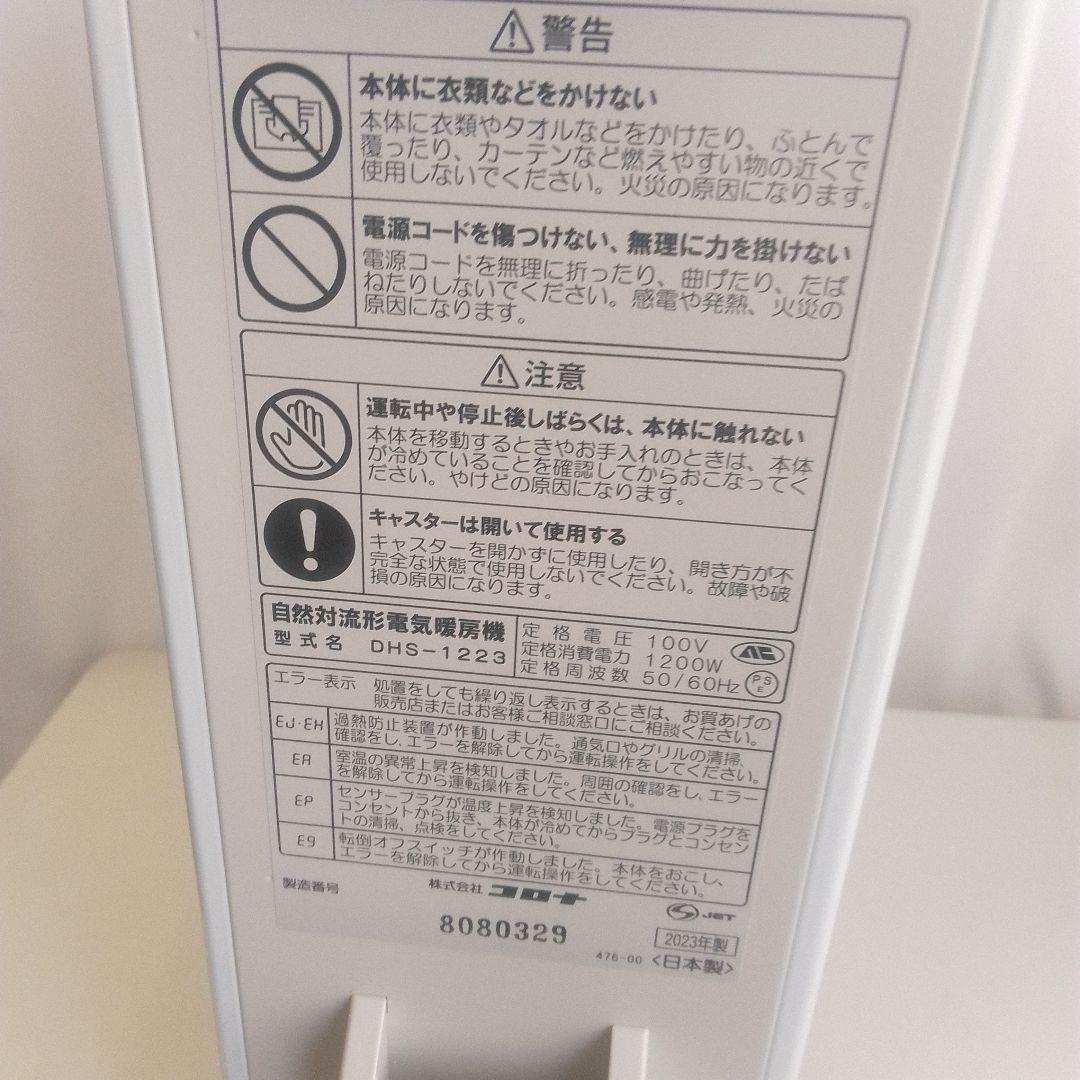 警告
本体に衣類などをかけない
本体に衣類やタオルなどをかけたり、ふとんで
覆ったり、カーテンなど燃えやすい物の近くで
使用しないでください。火災の原因になります。
電源コードを傷つけない、無理に力を掛けない
電源コードを無理に折ったり、曲げたり、たば
ねたりしないでください。感電や発熱、火災の
原因になります。
注意
運転中や停止後しばらくは、本体に触れない
本体を移動するときやお手入れのときは、本体
が冷めていることを確認してからおこなってく
ださい。やけどの原因になります。
キャスターは開いて使用する
キャスターを開かずに使用したり、開き方が不
完全な状態で使用しないでください。故障や破
損の原因になります。
自然対流形電気暖房機
型式名 DHS-1223
定格電圧 100V
定格消費電力 1200W
定格周波数 50/60Hz
PSE
エラー表示 処置をしても繰り返し表示するときは、お買あげの
販売店またはお客様ご相談窓口にご相談ください。
EJ・EH 過熱防止装置が作動しました。通気口やグリルの清掃、
確認をし、エラーを解除してから運転操作をしてください。
EA 室温の異常上昇を検知しました。周囲の確認をし、エラー
を解除してから運転操作をしてください。
EP センサープラグが温度上昇を検知しました。電源プラグを
コンセントから抜き、本体が冷めてからプラグとコンセン
トの清掃、点検をしてください。
E9 転倒オフスイッチが作動しました。本体をおこし、
エラーを解除してから運転操作をしてください。
製造番号 株式会社 コロナ
JET
8080329
2023年製
476-00 <日本製>